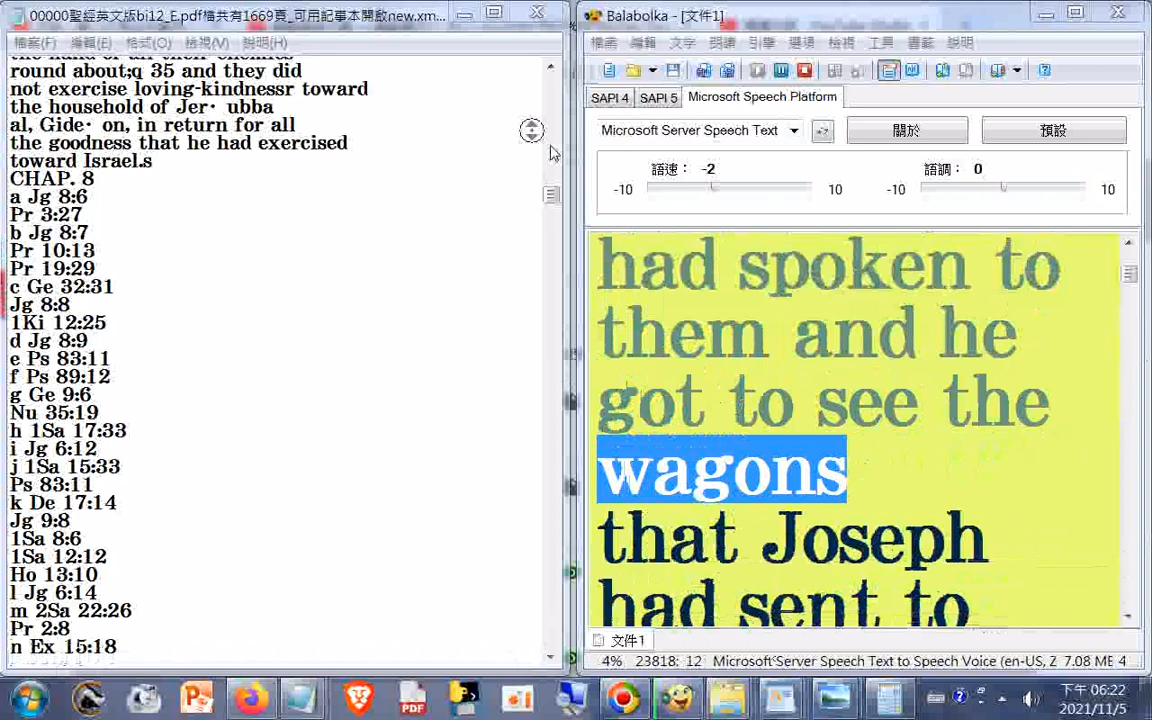 00000聖經英文版bi12_E.pdf檔共有1669頁_可用記事本開啟new.xm...
檔案(F) 編輯(E) 格式(O) 檢視(V) 說明(H)
round about;q 35 and they did
not exercise loving-kindnessr toward
the household of Jer· ubba
al, Gide· on, in return for all
the goodness that he had exercised
toward Israel.s
CHAP. 8
a Jg 8:6
Pr 3:27
b Jg 8:7
Pr 10:13
Pr 19:29
c Ge 32:31
Jg 8:8
1Ki 12:25
d Jg 8:9
e Ps 83:11
f Ps 89:12
g Ge 9:6
Nu 35:19
h 1Sa 17:33
i Jg 6:12
j 1Sa 15:33
Ps 83:11
k De 17:14
Jg 9:8
1Sa 8:6
1Sa 12:12
Ho 13:10
l Jg 6:14
m 2Sa 22:26
Pr 2:8
n Ex 15:18
Balabolka - [文件1]
檔案 編輯 文字 朗讀 引擎 選項 檢視 工具 書籤 說明
SAPI 4 SAPI 5 Microsoft Speech Platform
Microsoft Server Speech Text 關於 預設
語速： -2 語調： 0
-10 10 -10 10
had spoken to
them and he
got to see the
wagons
that Joseph
had sent to
文件1
4% 23818: 12 Microsoft Server Speech Text to Speech Voice (en-US, Z 7.08 ME 4
PDF
下午 06:22
2021/11/5